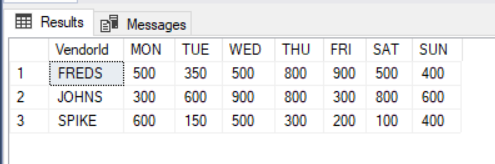 Results Messages
VendorId MON TUE WED THU FRI SAT SUN
1 FREDS 500 350 500 800 900 500 400
2 JOHNS 300 600 900 800 300 800 600
3 SPIKE 600 150 500 300 200 100 400